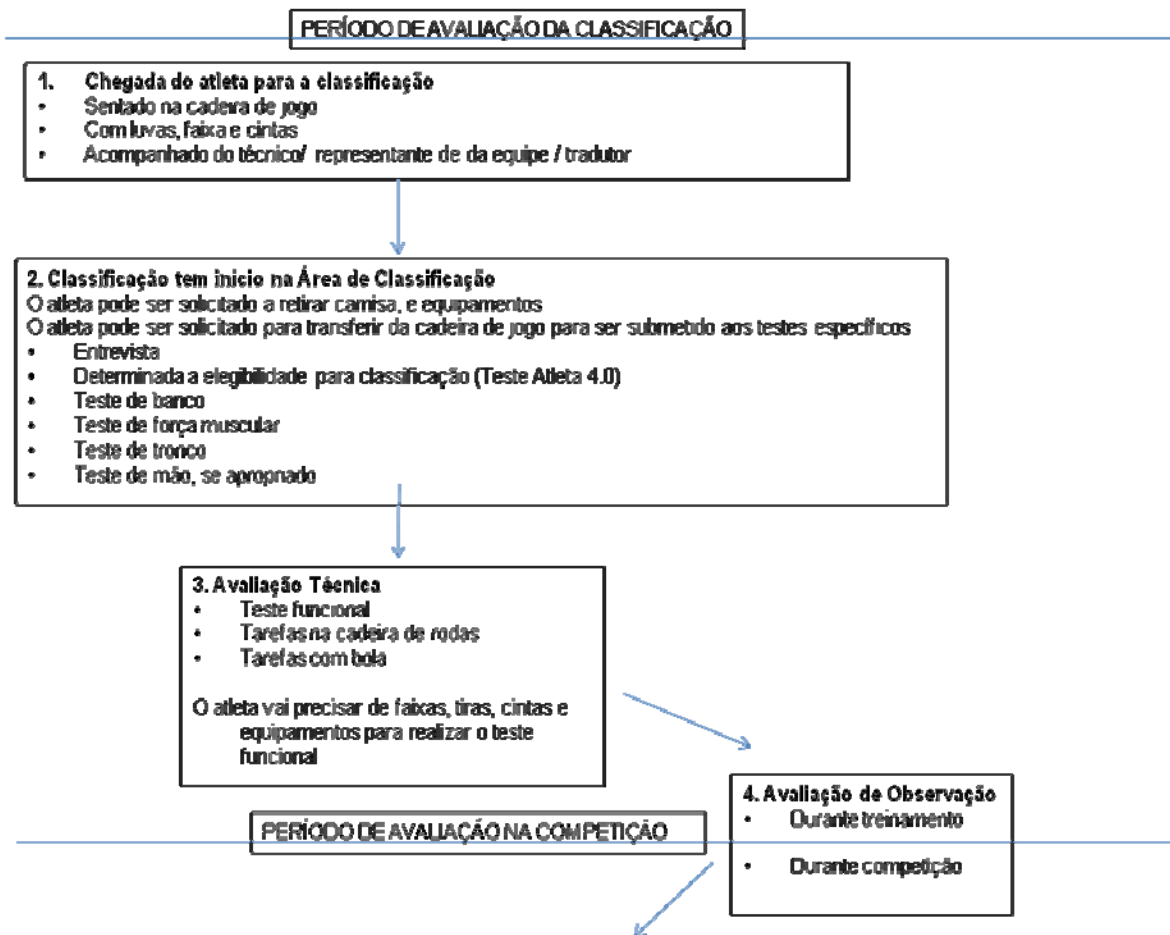 PERÍODO DE AVALIAÇÃO DA CLASSIFICAÇÃO
1. Chegada do atleta para a classificação
• Sentado na cadeira de jogo
• Com luvas, faixa e cintas
• Acompanhado do técnico/ representante de da equipe / tradutor
2. Classificação tem inicio na Área de Classificação
O atleta pode ser solicitado a retirar camisa, e equipamentos
O atleta pode ser solicitado para transferir da cadeira de jogo para ser submetido aos testes específicos
• Entrevista
• Determinada a elegibilidade para classificação (Teste Atleta 4.0)
• Teste de banco
• Teste de força muscular
• Teste de tronco
• Teste de mão, se apropriado
3. Avaliação Técnica
• Teste funcional
• Tarefas na cadeira de rodas
• Tarefas com bola
O atleta vai precisar de faixas, tiras, cintas e
equipamentos para realizar o teste
funcional
4. Avaliação de Observação
• Durante treinamento
• Durante competição
PERÍODO DE AVALIAÇÃO NA COMPETIÇÃO